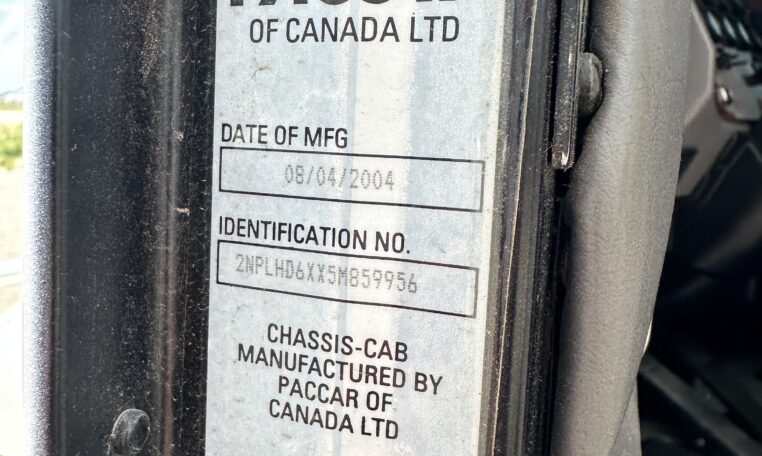 OF CANADA LTD
DATE OF MFG
08/04/2004
IDENTIFICATION NO.
2NPLHD6XX5M859956
CHASSIS-CAB
MANUFACTURED BY
PACCAR OF
CANADA LTD